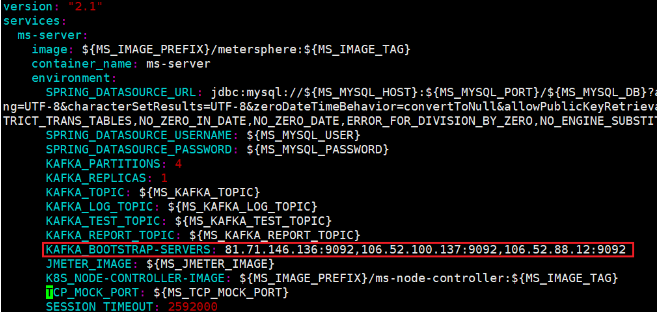 version: "2.1"
services:
ms-server:
image: ${MS_IMAGE_PREFIX}/metersphere:${MS_IMAGE_TAG}
container_name: ms-server
environment:
SPRING_DATASOURCE_URL: jdbc:mysql://${MS_MYSQL_HOST}:${MS_MYSQL_PORT}/${MS_MYSQL_DB}?a
ng=UTF-8&characterSetResults=UTF-8&zeroDateTimeBehavior=convertToNull&allowPublicKeyRetrieva
TRICT_TRANS_TABLES,NO_ZERO_IN_DATE,NO_ZERO_DATE,ERROR_FOR_DIVISION_BY_ZERO,NO_ENGINE_SUBSTIT
SPRING_DATASOURCE_USERNAME: ${MS_MYSQL_USER}
SPRING_DATASOURCE_PASSWORD: ${MS_MYSQL_PASSWORD}
KAFKA_PARTITIONS: 4
KAFKA_REPLICAS: 1
KAFKA_TOPIC: ${MS_KAFKA_TOPIC}
KAFKA_LOG_TOPIC: ${MS_KAFKA_LOG_TOPIC}
KAFKA_TEST_TOPIC: ${MS_KAFKA_TEST_TOPIC}
KAFKA_REPORT_TOPIC: ${MS_KAFKA_REPORT_TOPIC}
KAFKA_BOOTSTRAP-SERVERS: 81.71.146.136:9092,106.52.100.137:9092,106.52.88.12:9092
JMETER_IMAGE: ${MS_JMETER_IMAGE}
K8S_NODE-CONTROLLER-IMAGE: ${MS_IMAGE_PREFIX}/ms-node-controller:${MS_IMAGE_TAG}
TCP_MOCK_PORT: ${MS_TCP_MOCK_PORT}
SESSION_TIMEOUT: 2592000